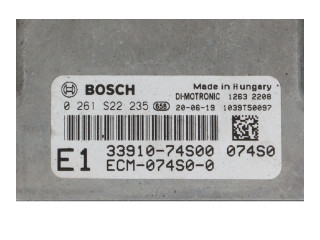 BOSCH Made in Hungary
DI-MOTRONIC 1263 2208
0 261 S22 235 658 20-06-19 1039T50097
E1 33910-74S00 074S0
ECM-074S0-0